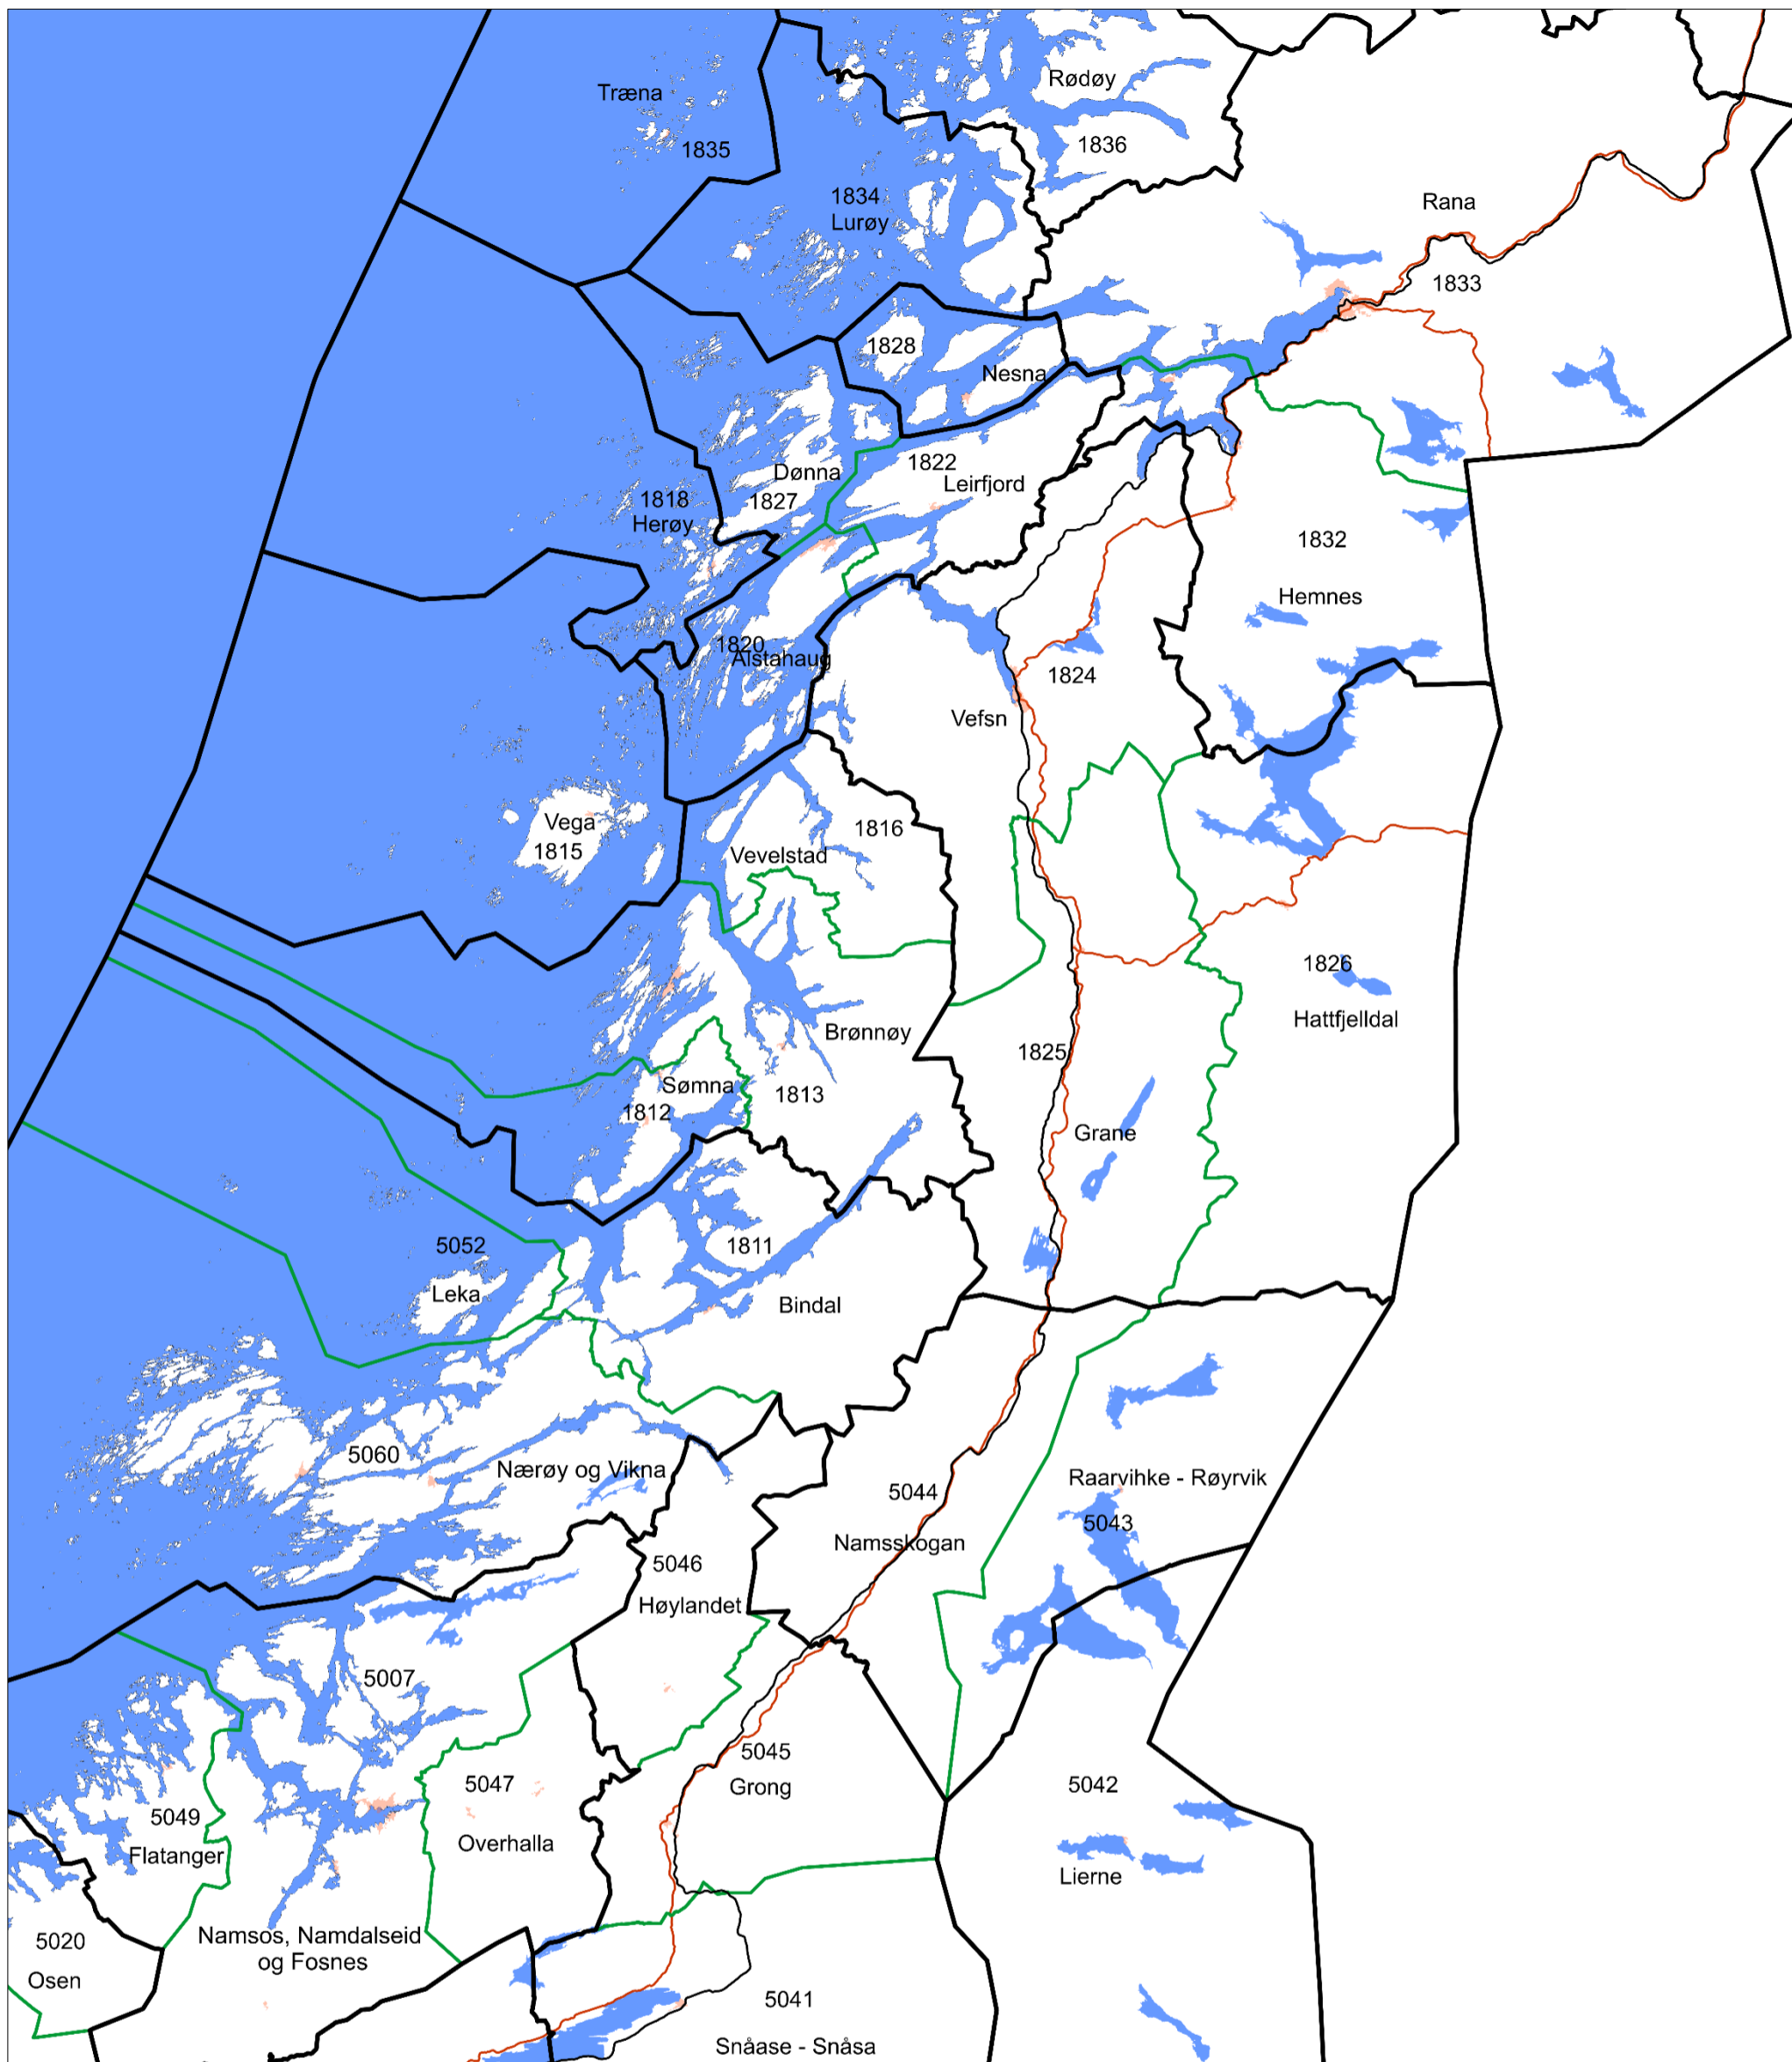 Rødøy
Træna
1836
1835
1834
Lurøy
Rana
1833
1828
Nesna
1822
Leirfjord
Dønna
1827
1818
Herøy
1832
Hemnes
1820
Alstahaug
1824
Vefsn
Vega
1815
1816
Vevelstad
1826
Hattfjelldal
Brønnøy
1825
Sømna
1812
1813
Grane
5052
Leka
1811
Bindal
5060
Nærøy og Vikna
5044
Namsskogan
Raarvihke - Røyrvik
5043
5046
Høylandet
5007
5045
Grong
5047
Overhalla
5042
Lierne
5049
Flatanger
Namsos, Namdalseid
og Fosnes
5020
Osen
5041
Snåase - Snåsa